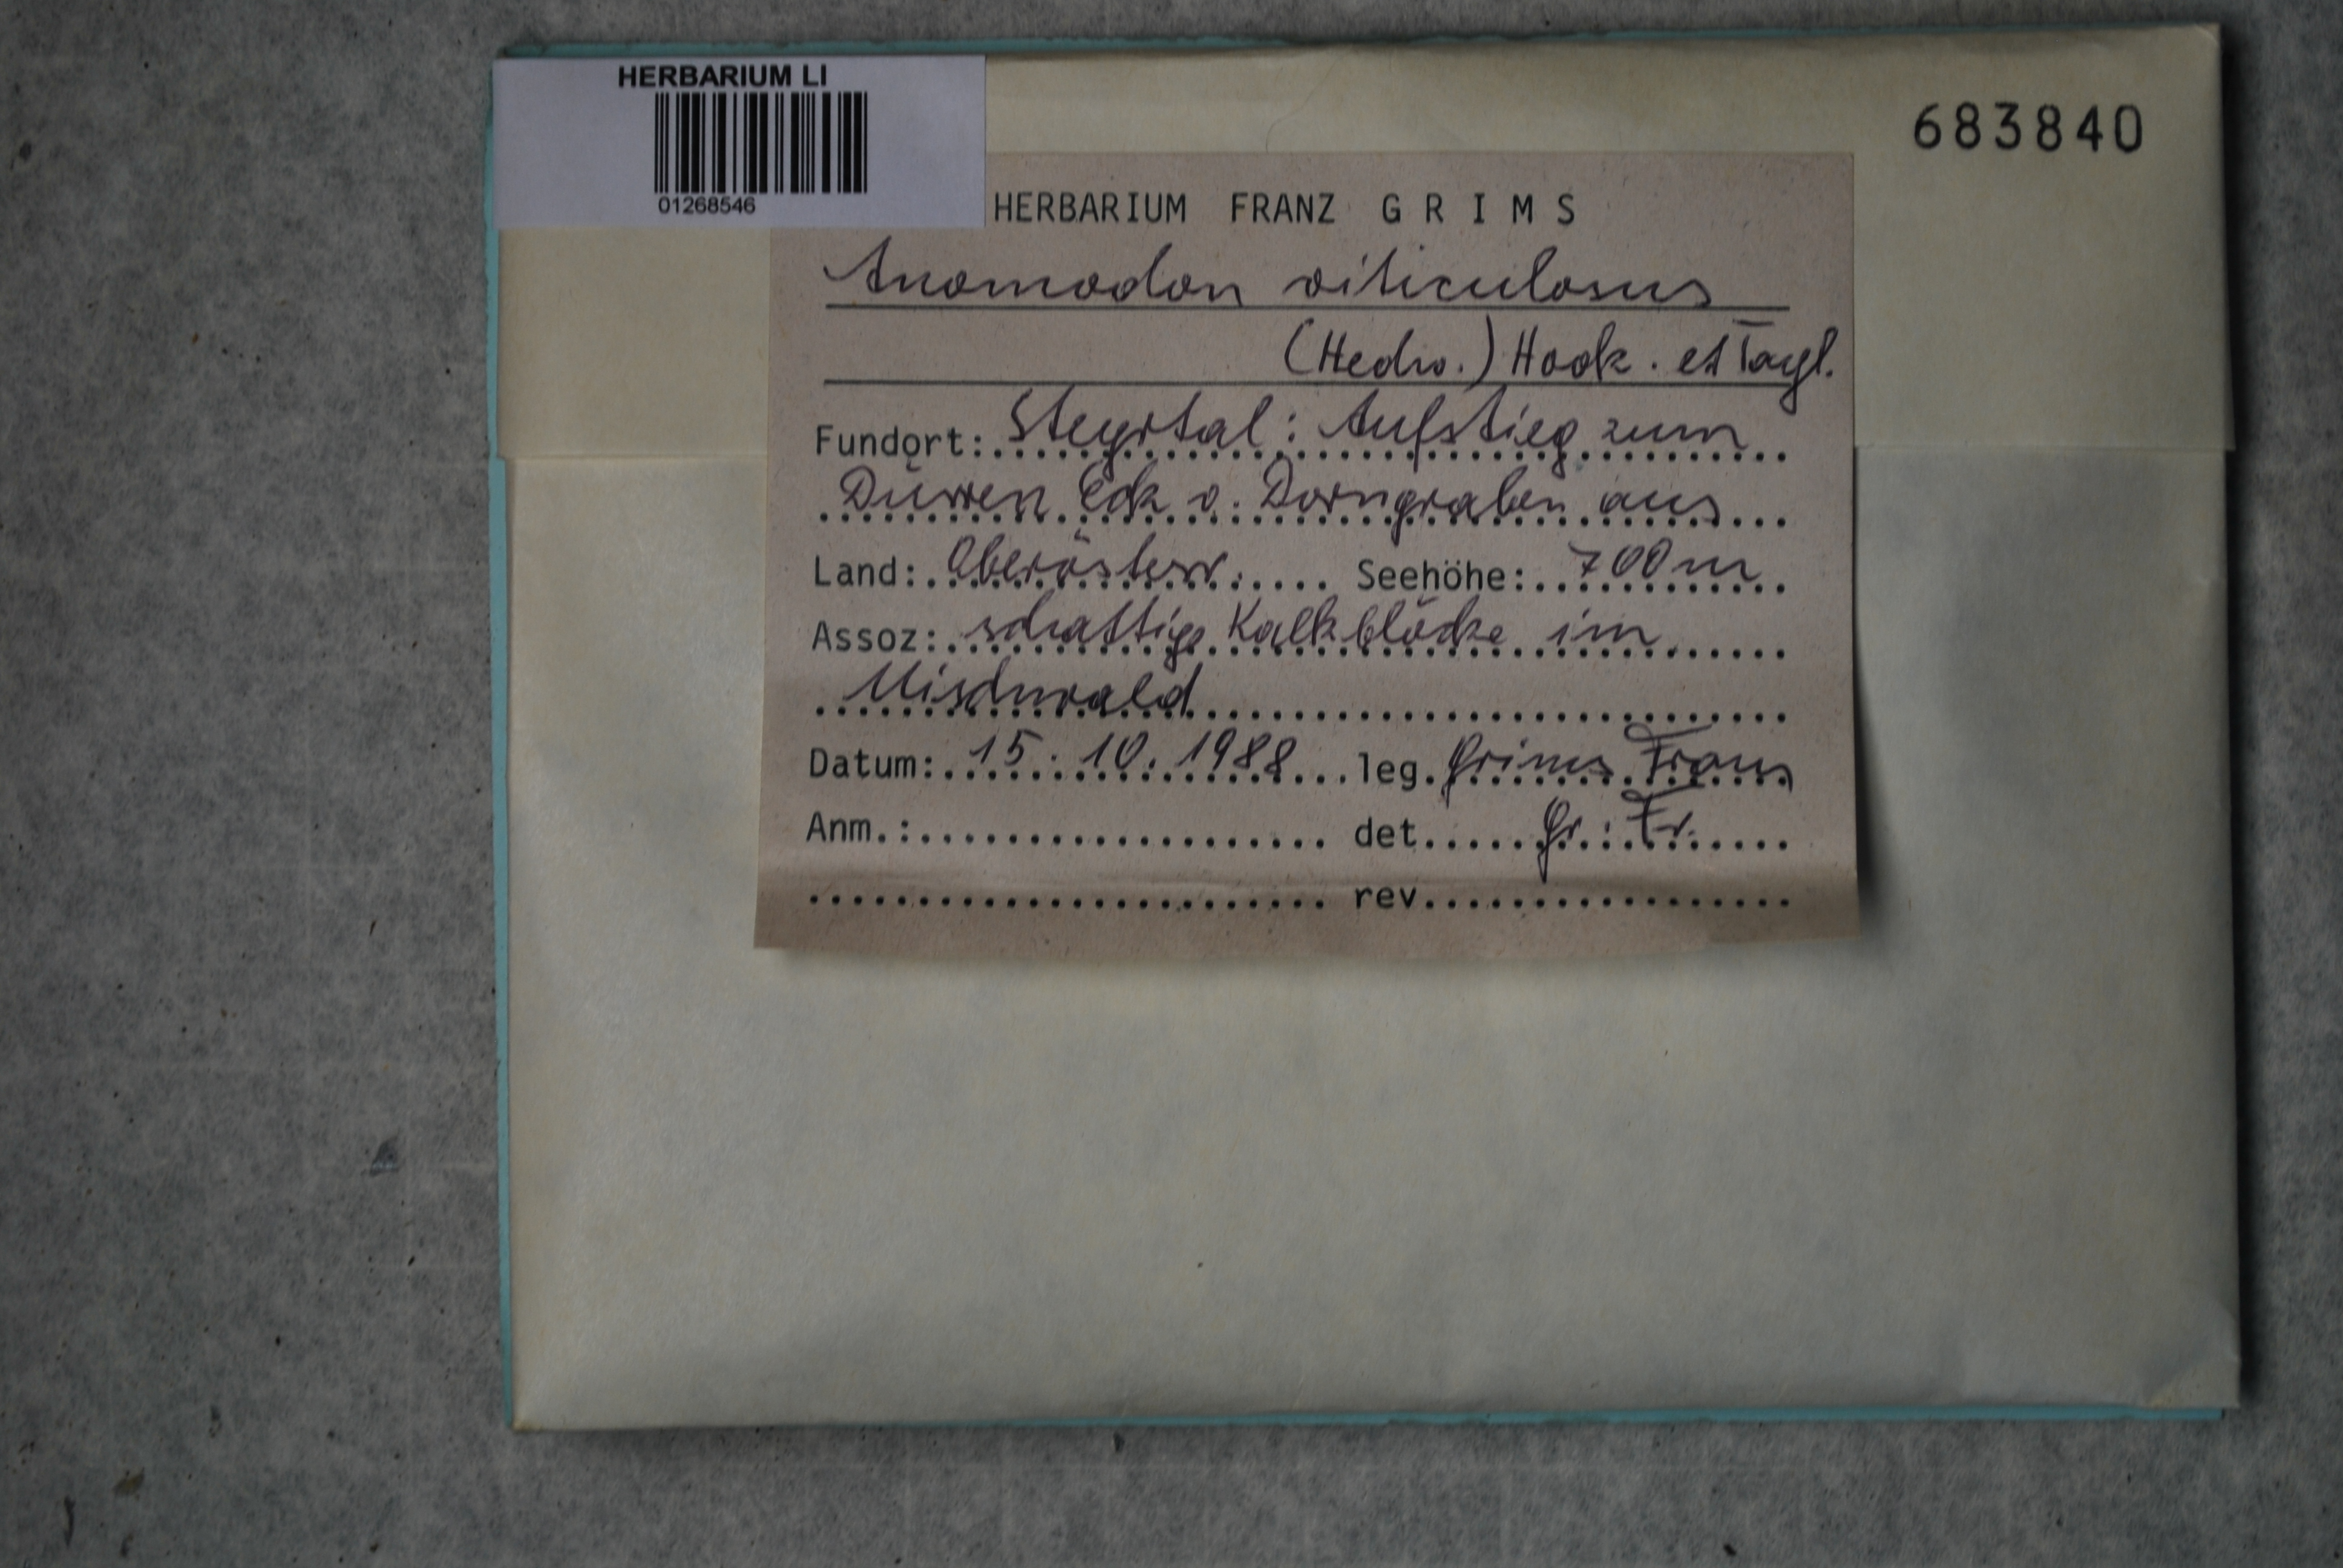 HERBARIUM LI
01268546
683840
HERBARIUM FRANZ GRIMS
Anomodon viticulosus
(Hedw.) Hook. et Tayl.
Fundort: Steyrtal: Aufstieg zum
Dürren Eck v. Dorngraben aus
Land: Oberösterr. Seehöhe: 700 m
Assoz: schattige Kalkblöcke im
Mischwald
Datum: 15. 10. 1988 leg. Grims Franz
Anm.: det. Gr. Fr.
rev.